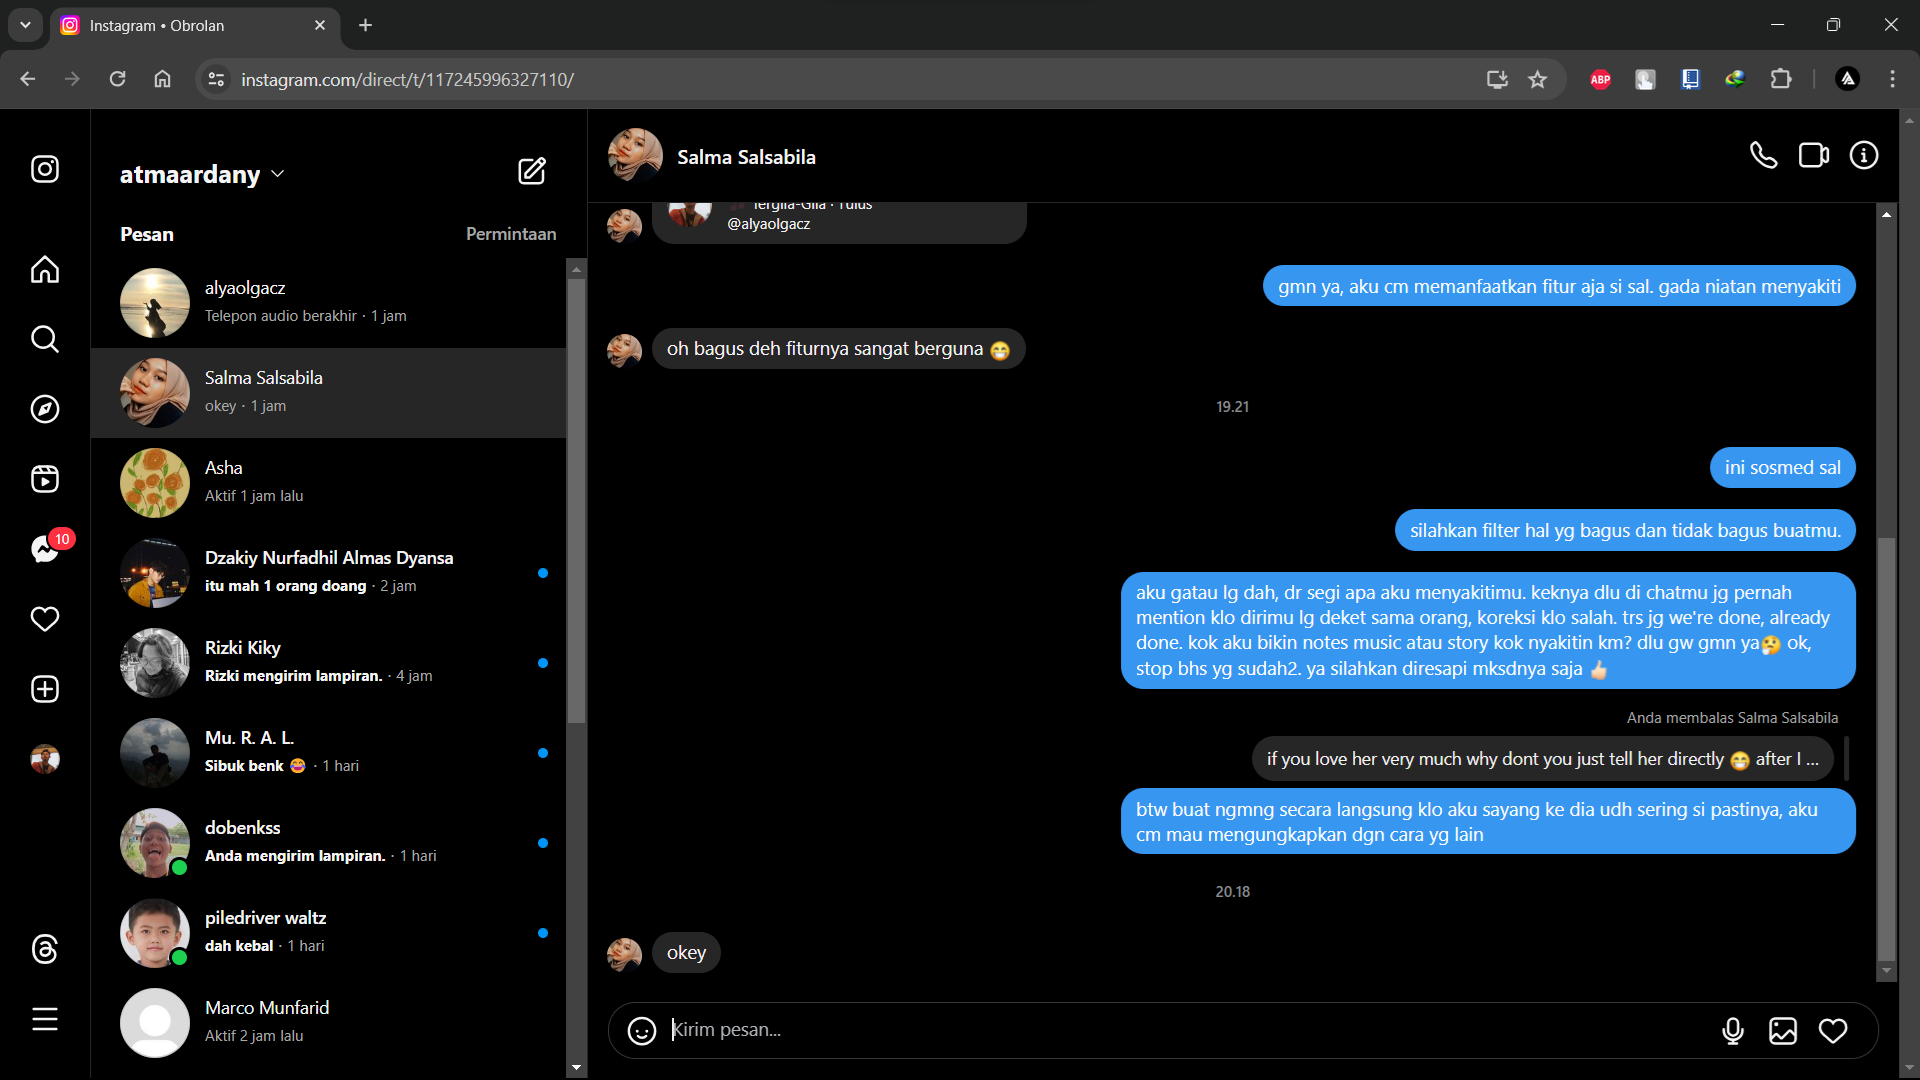 Instagram • Obrolan
instagram.com/direct/t/117245996327110/
ABP
atmaardany
Pesan
Permintaan
alyaolgacz
Telepon audio berakhir · 1 jam
Salma Salsabila
okey · 1 jam
Asha
Aktif 1 jam lalu
10
Dzakiy Nurfadhil Almas Dyansa
itu mah 1 orang doang · 2 jam
Rizki Kiky
Rizki mengirim lampiran. · 4 jam
Mu. R. A. L.
Sibuk benk 😂 · 1 hari
dobenkss
Anda mengirim lampiran. · 1 hari
piledriver waltz
dah kebal · 1 hari
Marco Munfarid
Aktif 2 jam lalu
Salma Salsabila
Tergila-Gila · Tulus
@alyaolgacz
gmn ya, aku cm memanfaatkan fitur aja si sal. gada niatan menyakiti
oh bagus deh fiturnya sangat berguna 😁
19.21
ini sosmed sal
silahkan filter hal yg bagus dan tidak bagus buatmu.
aku gatau lg dah, dr segi apa aku menyakitimu. keknya dlu di chatmu jg pernah
mention klo dirimu lg deket sama orang, koreksi klo salah. trs jg we're done, already
done. kok aku bikin notes music atau story kok nyakitin km? dlu gw gmn ya🤔 ok,
stop bhs yg sudah2. ya silahkan diresapi mksdnya saja 👍🏻
Anda membalas Salma Salsabila
if you love her very much why dont you just tell her directly 😁 after I ...
btw buat ngmng secara langsung klo aku sayang ke dia udh sering si pastinya, aku
cm mau mengungkapkan dgn cara yg lain
20.18
okey
Kirim pesan...